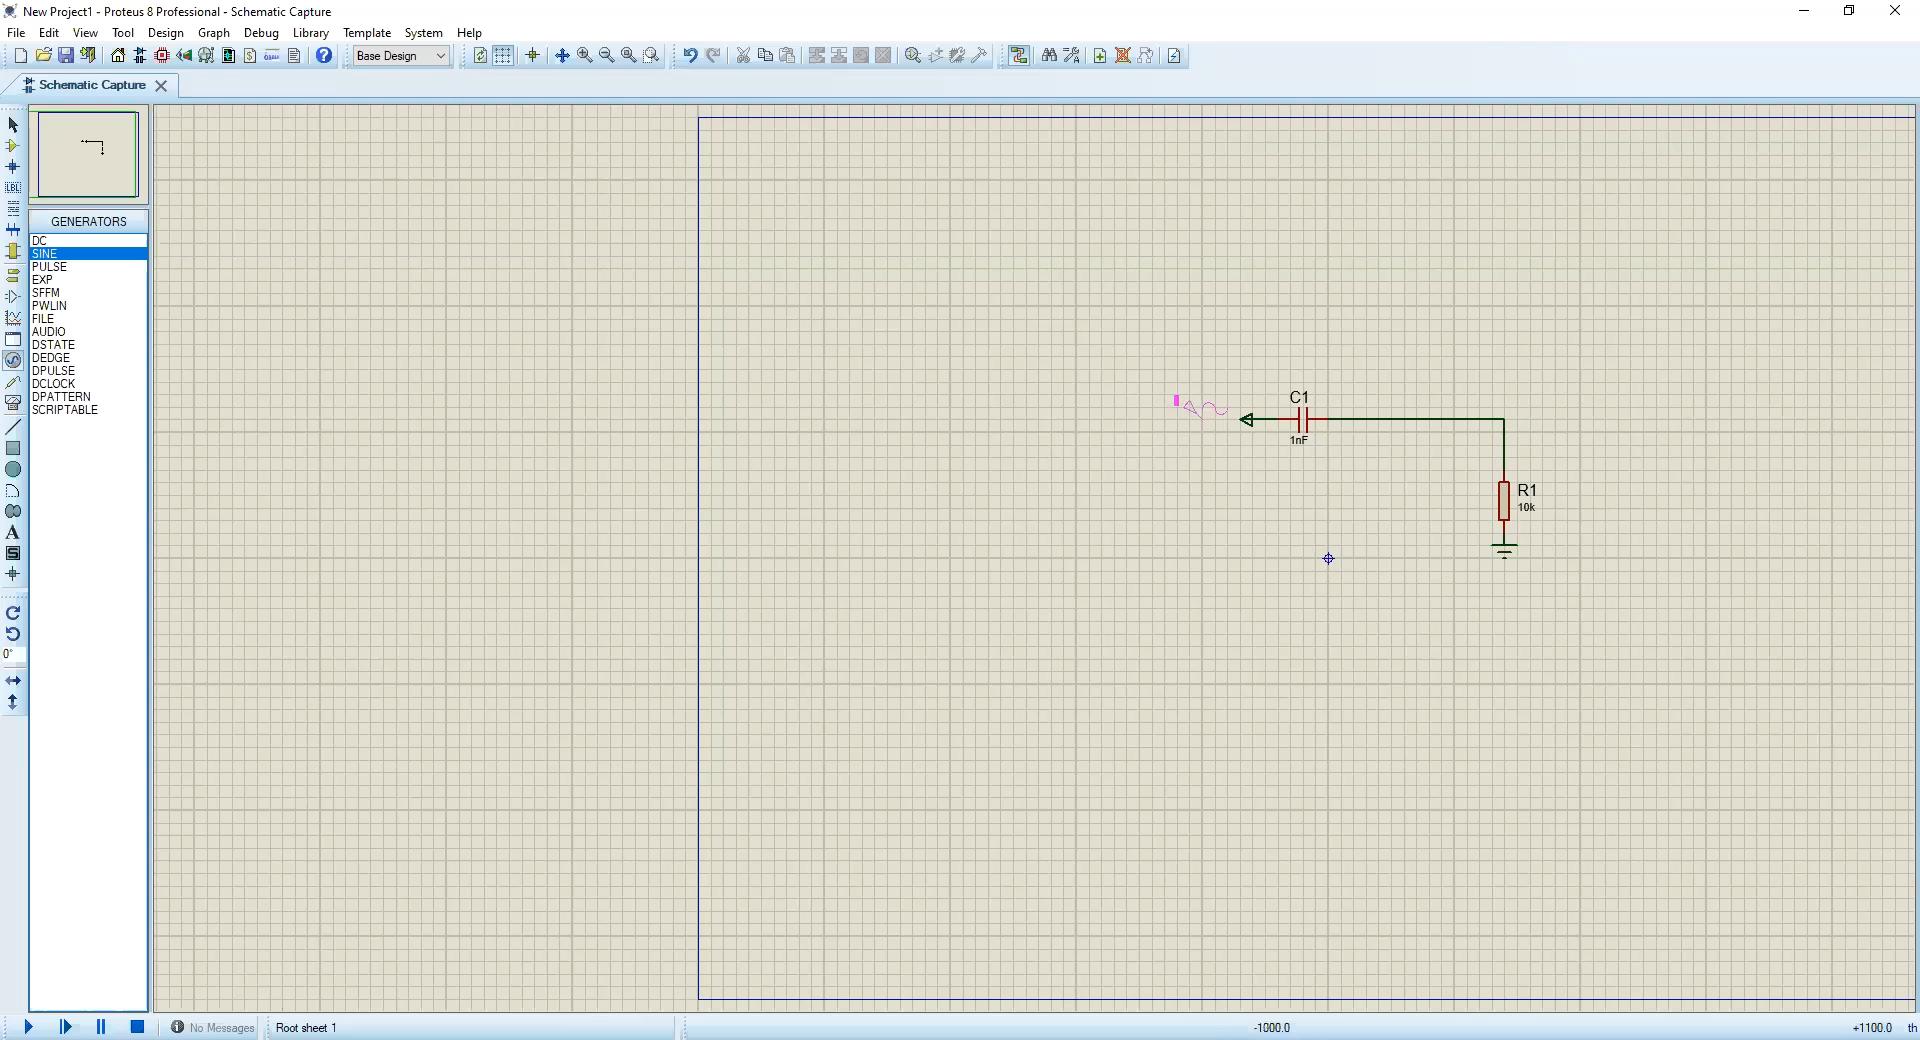 New Project1 - Proteus 8 Professional - Schematic Capture
File Edit View Tool Design Graph Debug Library Template System Help
Base Design
Schematic Capture
GENERATORS
DC
SINE
PULSE
EXP
SFFM
PWLIN
FILE
AUDIO
DSTATE
DEDGE
DPULSE
DCLOCK
DPATTERN
SCRIPTABLE
LBL
A
S
0°
C1
1nF
R1
10k
No Messages
Root sheet 1
-1000.0
+1100.0
th